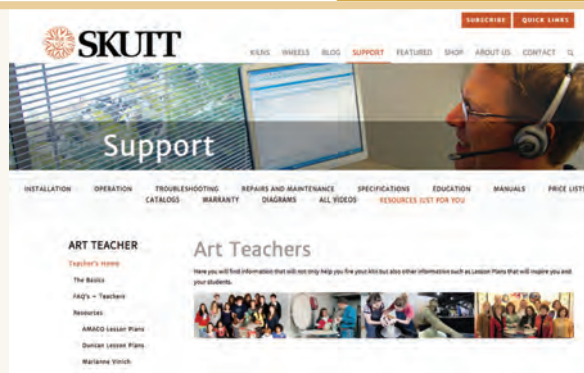 SUBSCRIBE QUICK LINKS
SKUTT
KILNS WHEELS BLOG SUPPORT FEATURED SHOP ABOUT US CONTACT
Support
INSTALLATION OPERATION TROUBLESHOOTING REPAIRS AND MAINTENANCE SPECIFICATIONS EDUCATION MANUALS PRICE LISTS
CATALOGS WARRANTY DIAGRAMS ALL VIDEOS RESOURCES JUST FOR YOU
ART TEACHER
Teacher's Home
The Basics
FAQ's – Teachers
Resources
AMACO Lesson Plans
Duncan Lesson Plans
Marianne
Art Teachers
Here you will find information that will not only help you fire your kiln but also other information such as Lesson Plans that will inspire you and
your students.